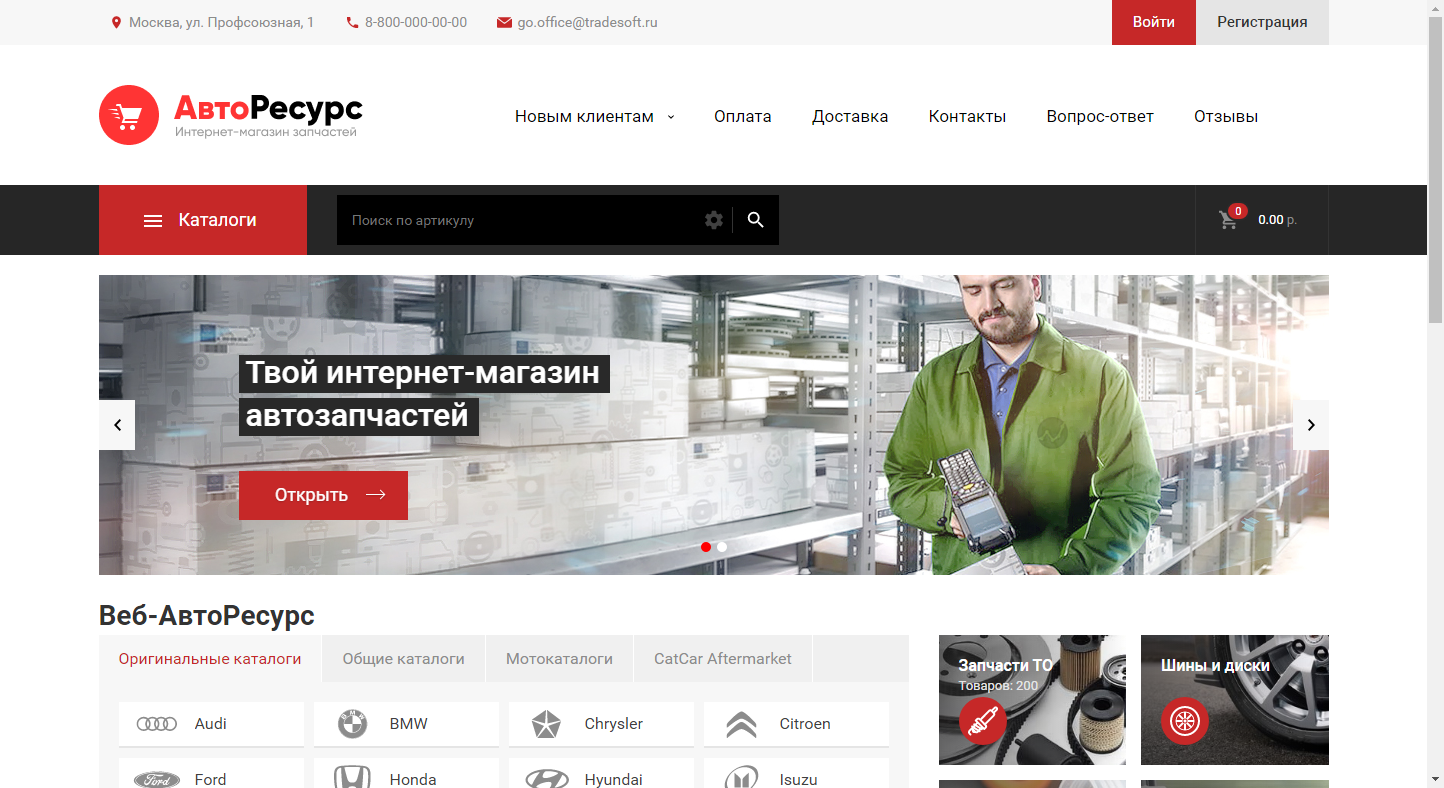 Москва, ул. Профсоюзная, 1
8-800-000-00-00
go.office@tradesoft.ru
Войти
Регистрация
АвтоРесурс
Интернет-магазин запчастей
Новым клиентам
Оплата
Доставка
Контакты
Вопрос-ответ
Отзывы
Каталоги
Поиск по артикулу
0
0.00 р.
Твой интернет-магазин
автозапчастей
Открыть
Веб-АвтоРесурс
Оригинальные каталоги
Общие каталоги
Мотокаталоги
CatCar Aftermarket
Audi
BMW
Chrysler
Citroen
Ford
Honda
Hyundai
Isuzu
Запчасти ТО
Товаров: 200
Шины и диски